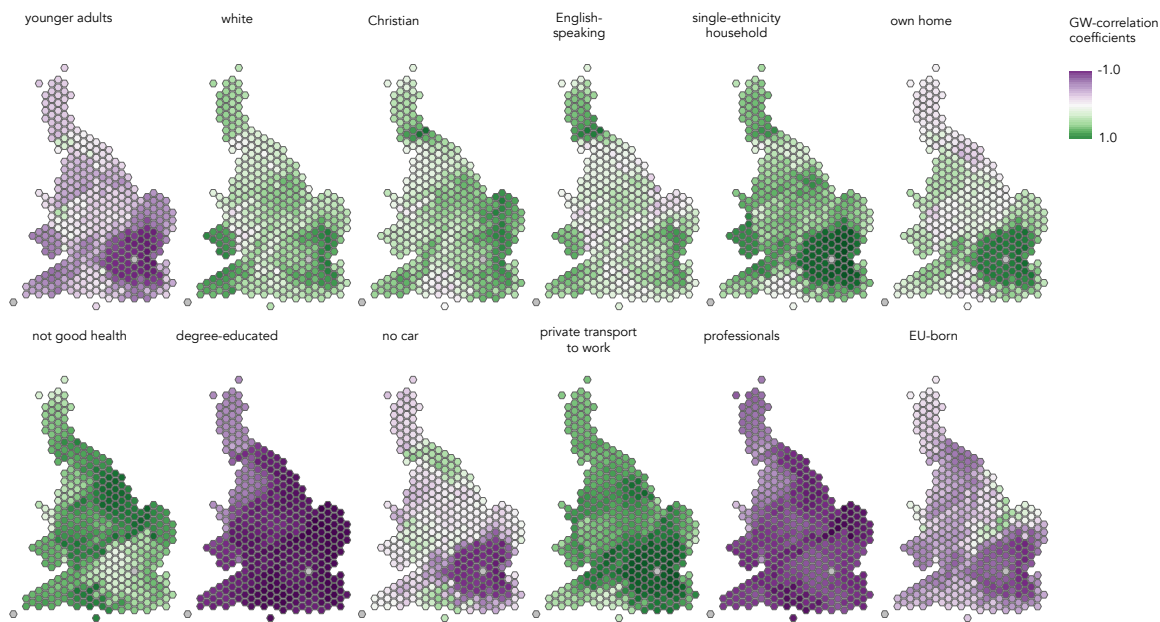 younger adults
white
Christian
English-
speaking
single-ethnicity
household
own home
GW-correlation
coefficients
-1.0
1.0
not good health
degree-educated
no car
private transport
to work
professionals
EU-born